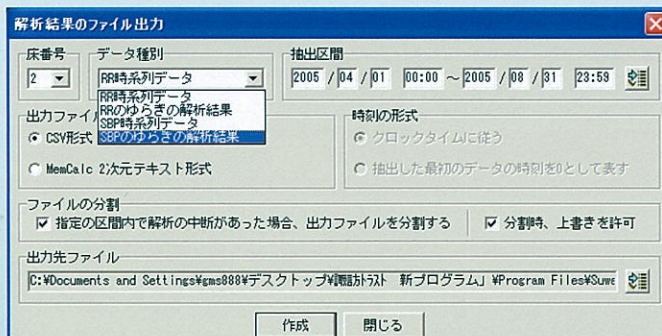 解析結果のファイル出力
床番号
データ種別
抽出区間
2
RR時系列データ
2005 / 04 / 01 00:00 ～ 2005 / 08 / 31 23:59
RR時系列データ
RRのゆらぎの解析結果
SBP時系列データ
SBPのゆらぎの解析結果
出力ファイル
CSV形式
MemCalc 2次元テキスト形式
時刻の形式
クロックタイムに従う
抽出した最初のデータの時刻を0として表す
ファイルの分割
指定の区間内で解析の中断があった場合、出力ファイルを分割する
分割時、上書きを許可
出力先ファイル
C:¥Documents and Settings¥gms888¥デスクトップ¥諏訪トラスト 新プログラム」¥Program Files¥Suwa
作成
閉じる